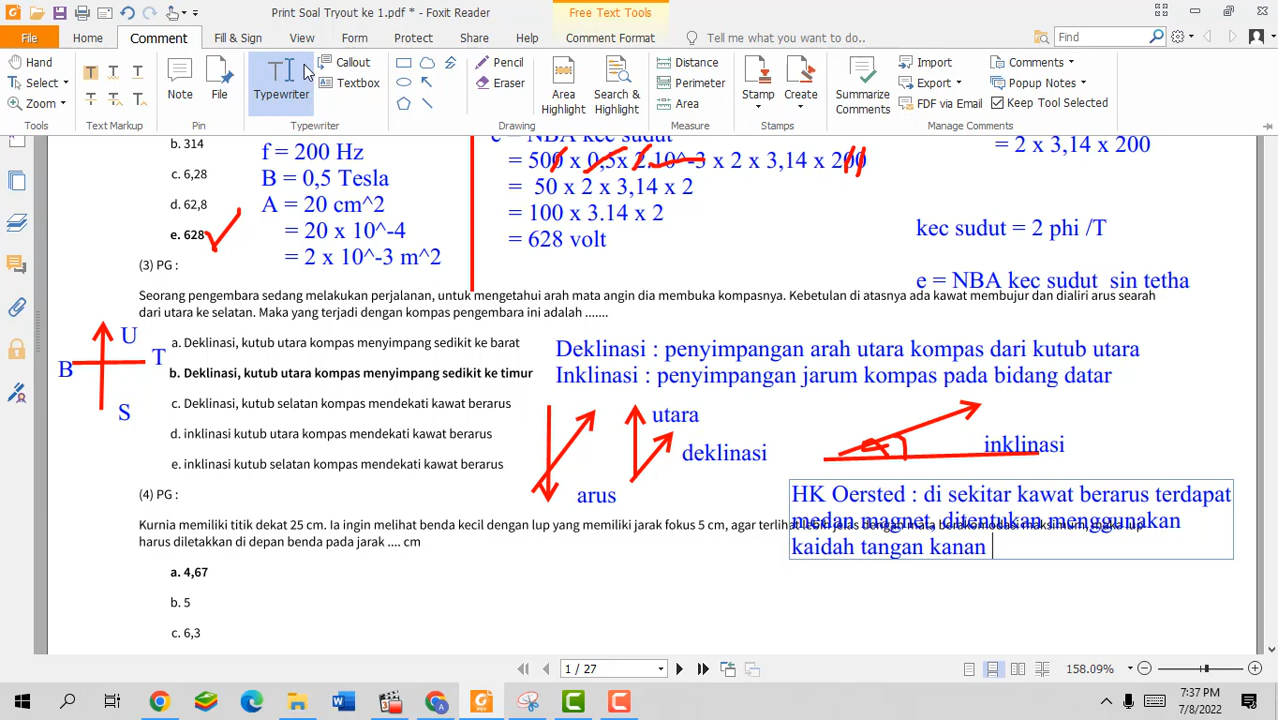 Print Soal Tryout ke 1.pdf * - Foxit Reader
Free Text Tools
File
Home
Comment
Fill & Sign
View
Form
Protect
Share
Help
Comment Format
Tell me what you want to do...
Find
Hand
Select
Zoom
Tools
Text Markup
Note
File
Pin
Typewriter
Callout
Textbox
Typewriter
Pencil
Eraser
Drawing
Area Highlight
Search & Highlight
Distance
Perimeter
Area
Measure
Stamp
Create
Stamps
Summarize Comments
Import
Export
FDF via Email
Comments
Popup Notes
Keep Tool Selected
Manage Comments
b. 314
c. 6,28
d. 62,8
e. 628
f = 200 Hz
B = 0,5 Tesla
A = 20 cm^2
= 20 x 10^-4
= 2 x 10^-3 m^2
e = NBA kec sudut
= 500 x 0,5x 2.10^-3 x 2 x 3,14 x 200
= 50 x 2 x 3,14 x 2
= 100 x 3.14 x 2
= 628 volt
= 2 x 3,14 x 200
kec sudut = 2 phi /T
e = NBA kec sudut sin tetha
(3) PG :
Seorang pengembara sedang melakukan perjalanan, untuk mengetahui arah mata angin dia membuka kompasnya. Kebetulan di atasnya ada kawat membujur dan dialiri arus searah
dari utara ke selatan. Maka yang terjadi dengan kompas pengembara ini adalah .......
U
B
T
S
a. Deklinasi, kutub utara kompas menyimpang sedikit ke barat
b. Deklinasi, kutub utara kompas menyimpang sedikit ke timur
c. Deklinasi, kutub selatan kompas mendekati kawat berarus
d. inklinasi kutub utara kompas mendekati kawat berarus
e. inklinasi kutub selatan kompas mendekati kawat berarus
Deklinasi : penyimpangan arah utara kompas dari kutub utara
Inklinasi : penyimpangan jarum kompas pada bidang datar
utara
deklinasi
arus
inklinasi
HK Oersted : di sekitar kawat berarus terdapat
medan magnet, ditentukan menggunakan
kaidah tangan kanan
(4) PG :
Kurnia memiliki titik dekat 25 cm. Ia ingin melihat benda kecil dengan lup yang memiliki jarak fokus 5 cm, agar terlihat lebih jelas dengan mata berakomodasi maksimum, maka lup
harus diletakkan di depan benda pada jarak .... cm
a. 4,67
b. 5
c. 6,3
1 / 27
158.09%
7:37 PM
7/8/2022